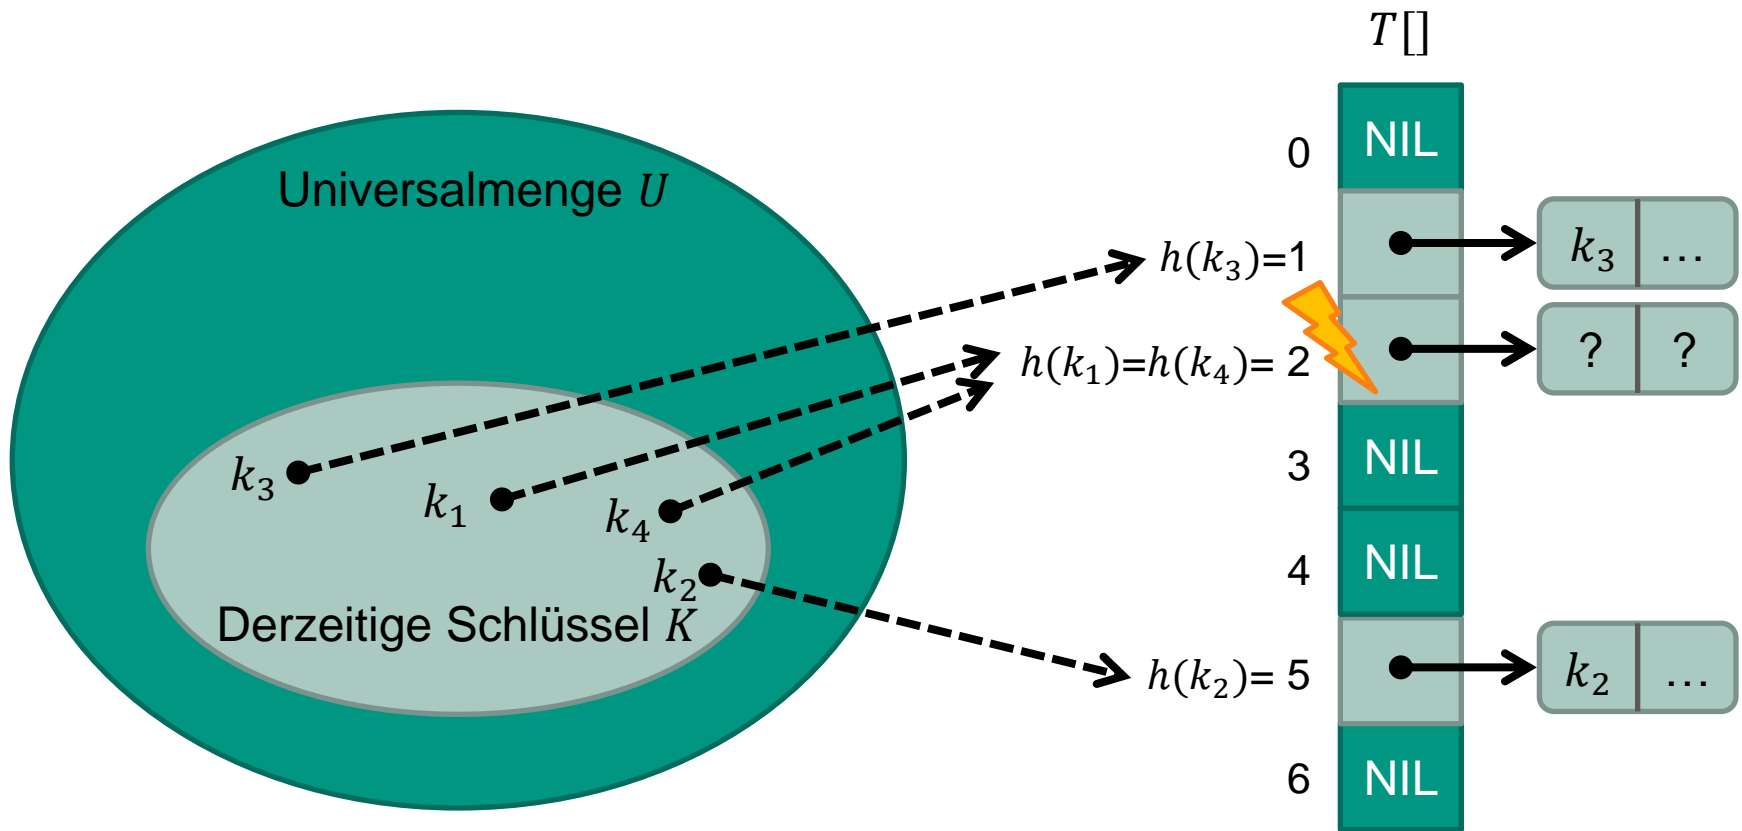 T[]
0 NIL
Universalmenge U
h(k₃)=1 k₃ …
h(k₁)=h(k₄)= 2 ? ?
3 NIL
k₃
k₁
k₄
4 NIL
k₂
Derzeitige Schlüssel K
h(k₂)= 5 k₂ …
6 NIL